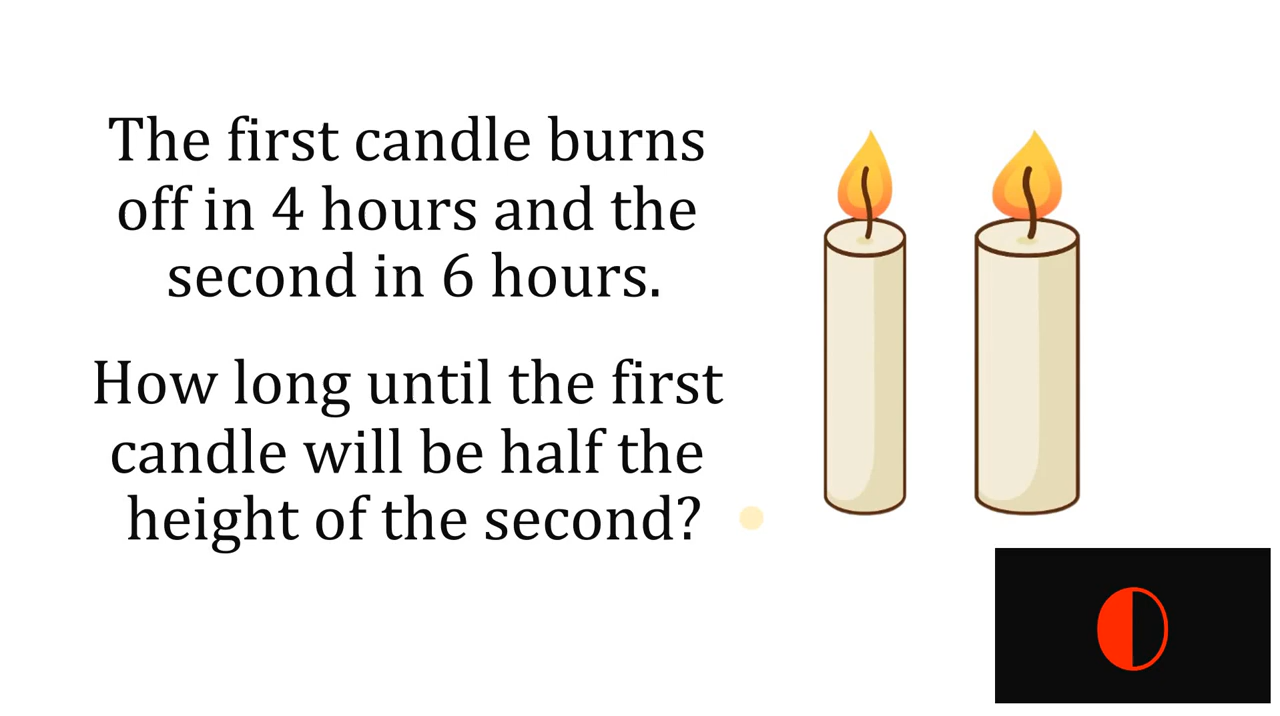 The first candle burns
off in 4 hours and the
second in 6 hours.
How long until the first
candle will be half the
height of the second?